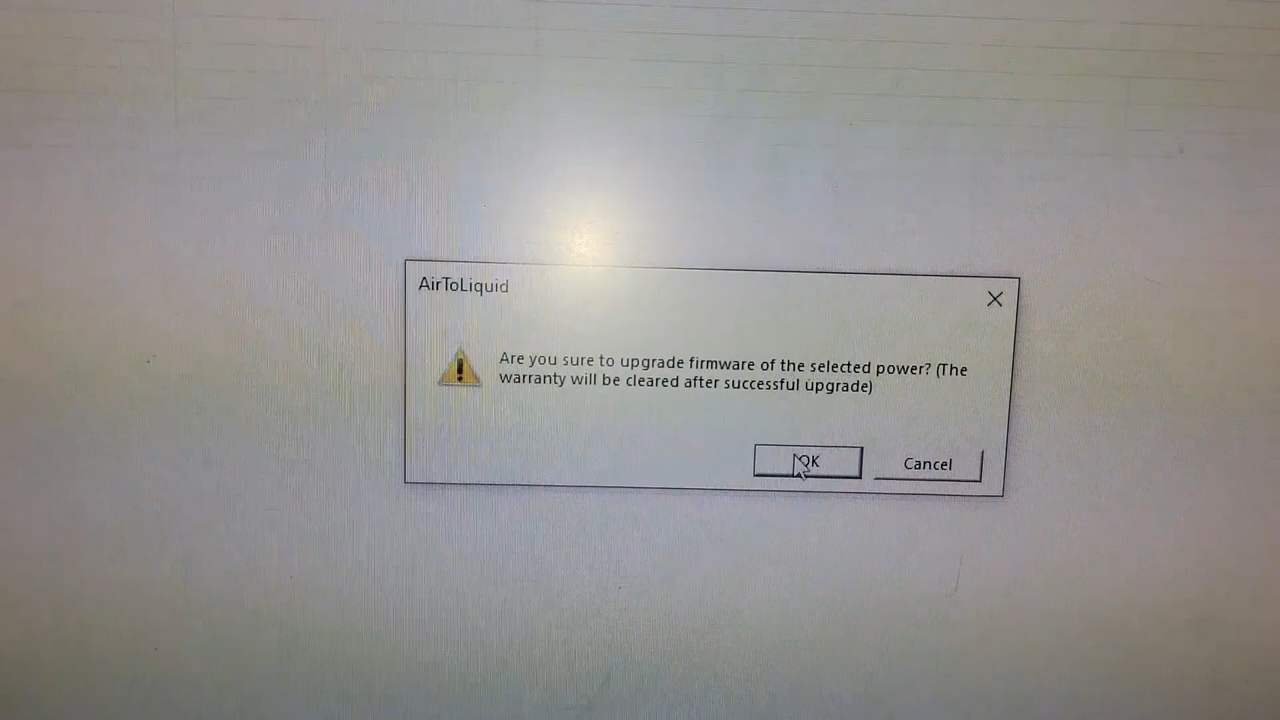 AirToLiquid
Are you sure to upgrade firmware of the selected power? (The
warranty will be cleared after successful upgrade)
OK
Cancel